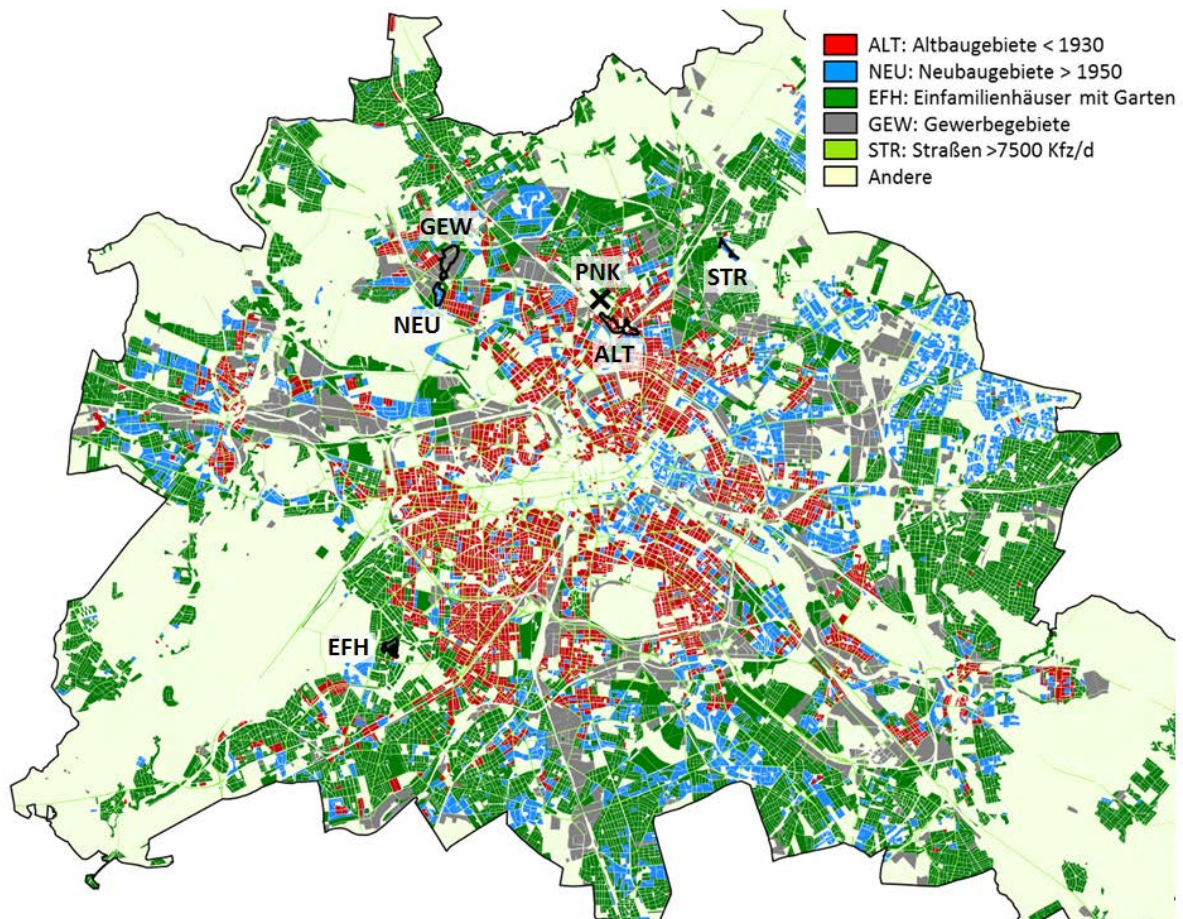 ALT: Altbaugebiete < 1930
NEU: Neubaugebiete > 1950
EFH: Einfamilienhäuser mit Garten
GEW: Gewerbegebiete
STR: Straßen >7500 Kfz/d
Andere
GEW
PNK
STR
NEU
ALT
EFH